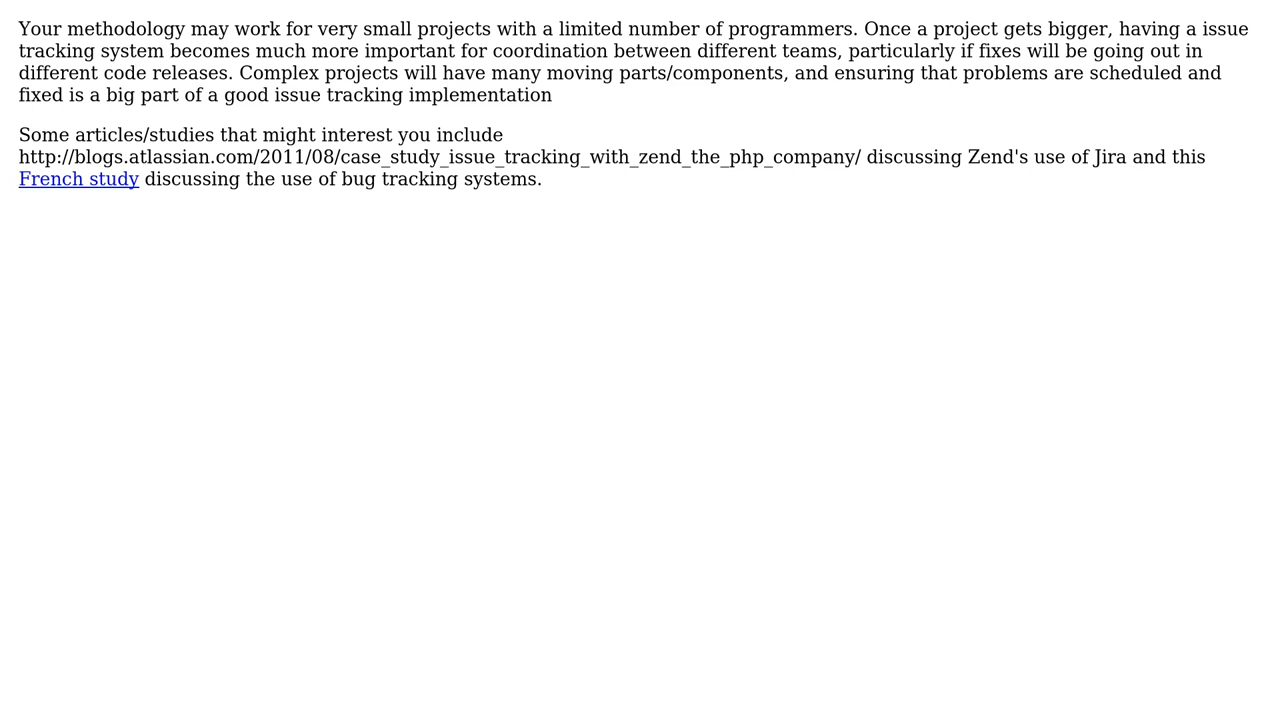 Your methodology may work for very small projects with a limited number of programmers. Once a project gets bigger, having a issue
tracking system becomes much more important for coordination between different teams, particularly if fixes will be going out in
different code releases. Complex projects will have many moving parts/components, and ensuring that problems are scheduled and
fixed is a big part of a good issue tracking implementation
Some articles/studies that might interest you include
http://blogs.atlassian.com/2011/08/case_study_issue_tracking_with_zend_the_php_company/ discussing Zend's use of Jira and this
French study discussing the use of bug tracking systems.